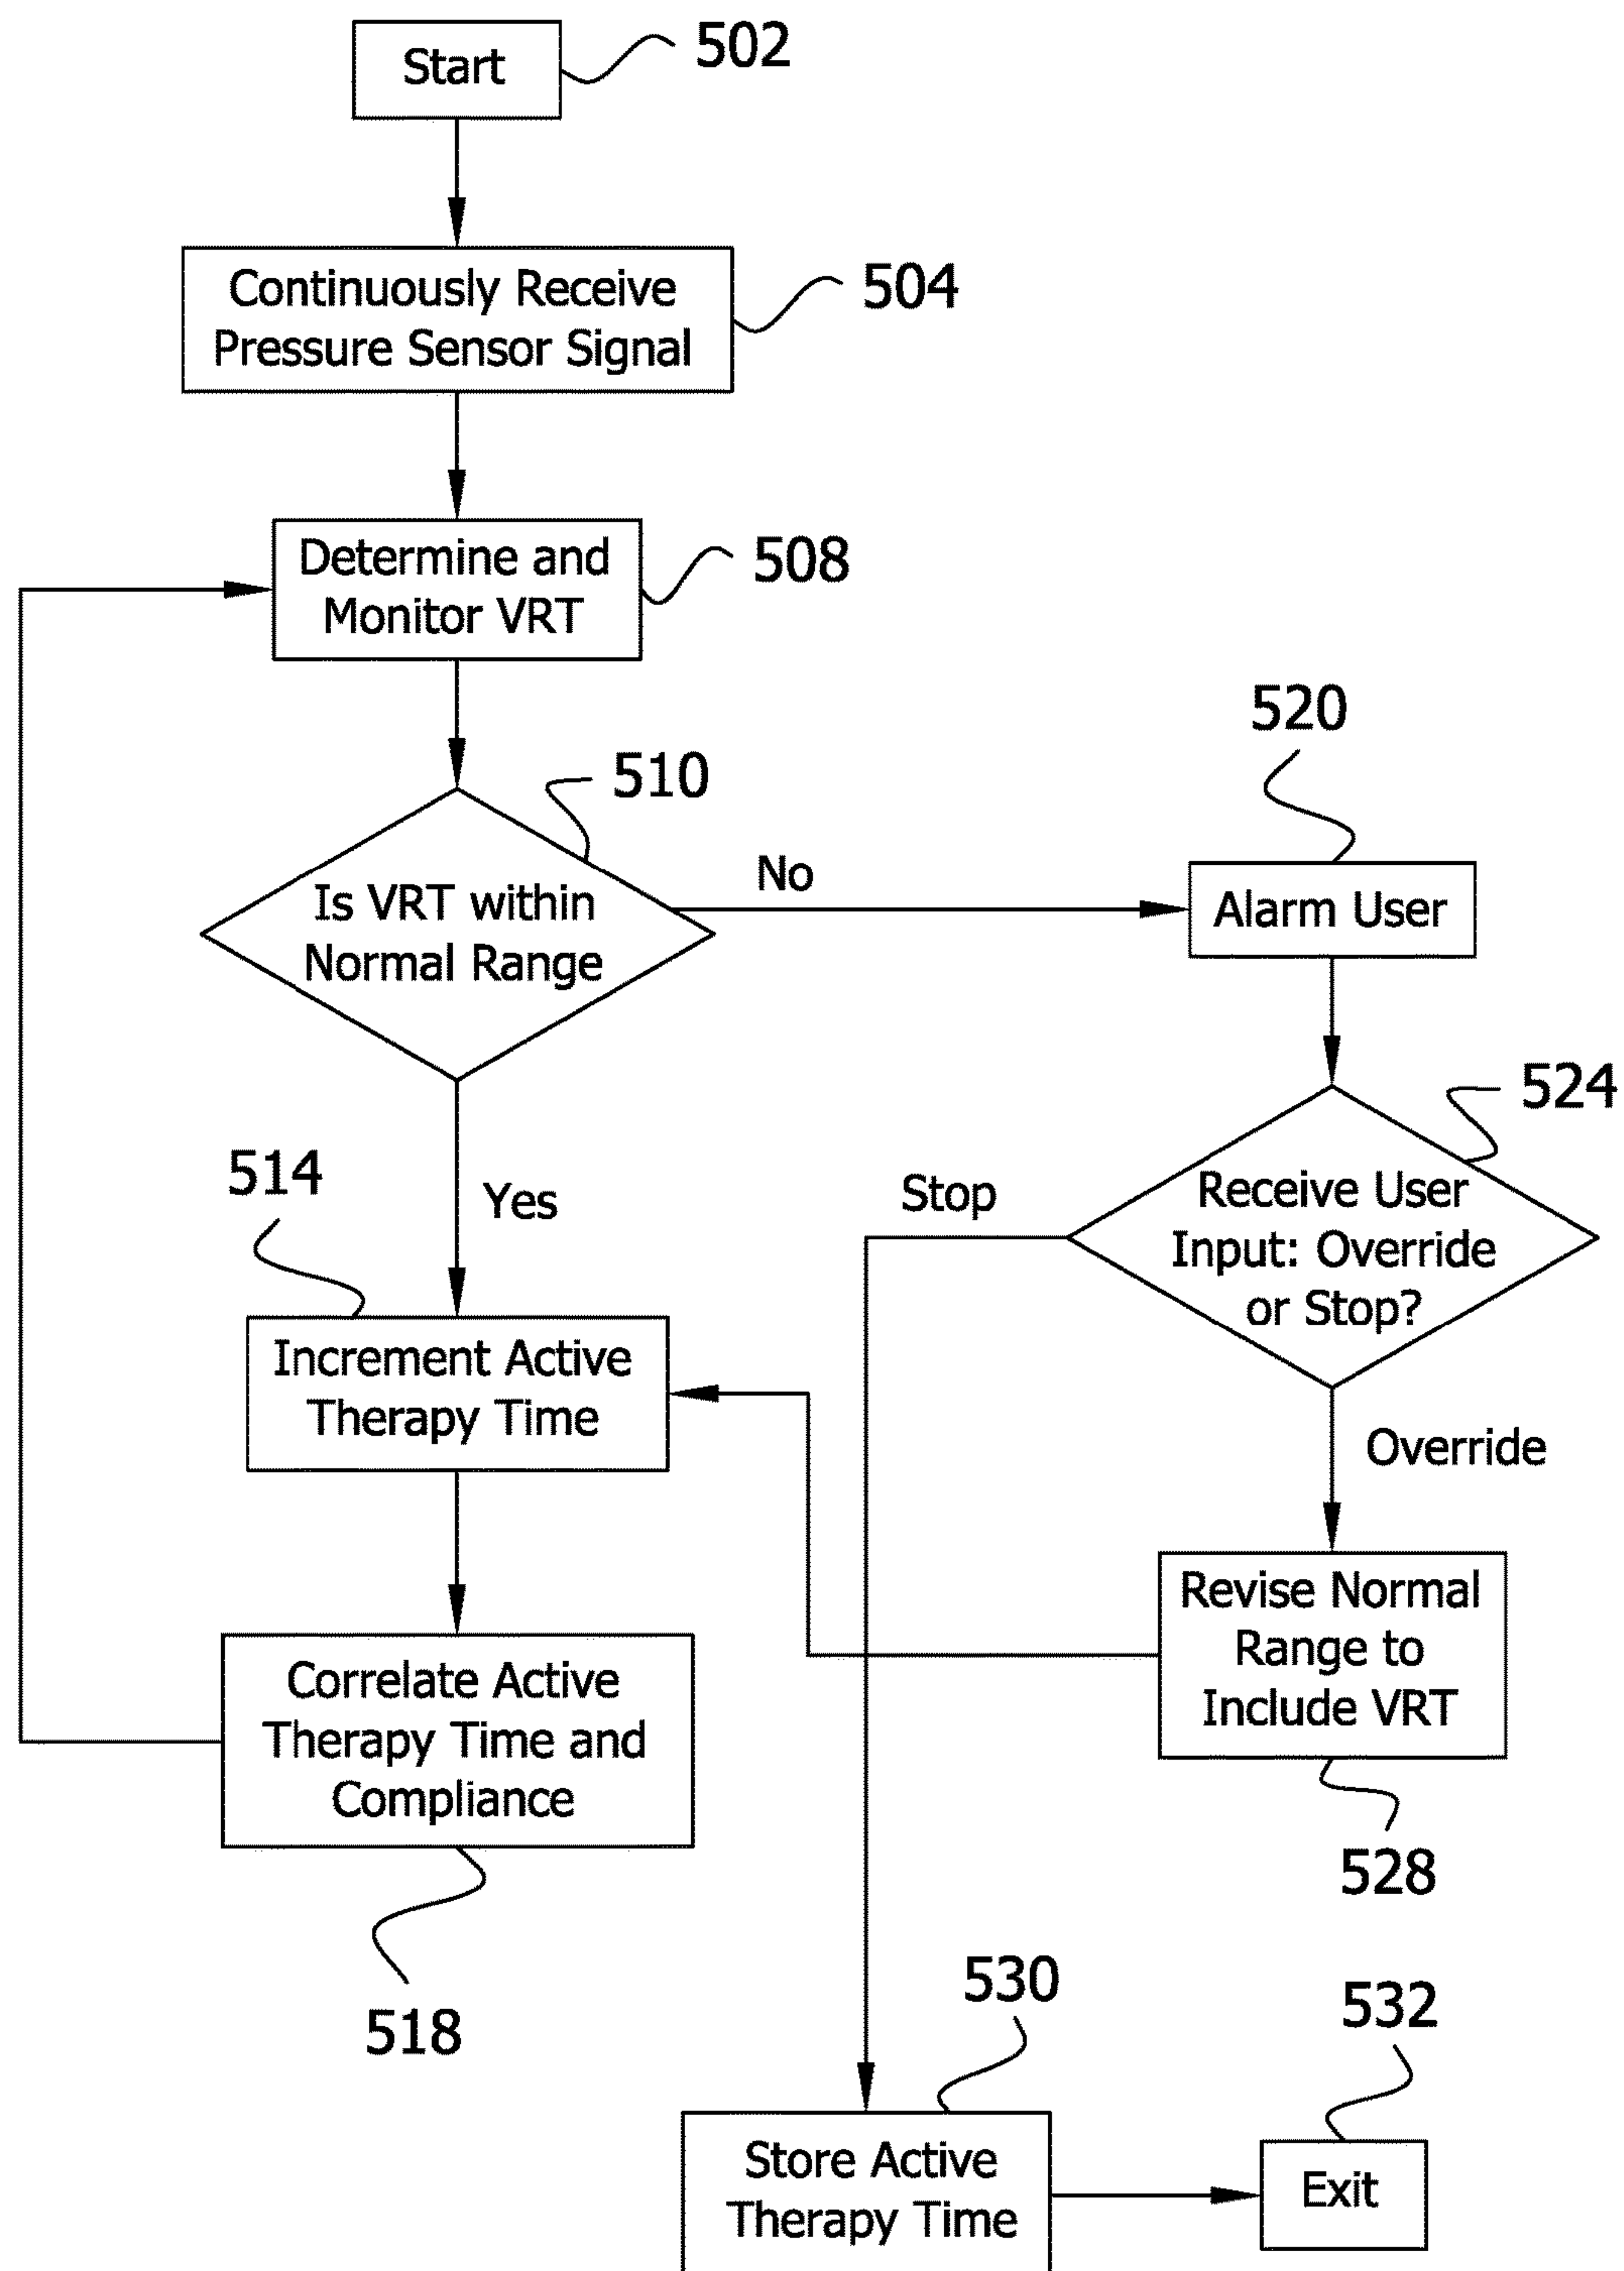 Start
502
Continuously Receive
Pressure Sensor Signal
504
Determine and
Monitor VRT
508
510
Is VRT within
Normal Range
No
520
Alarm User
Yes
514
Increment Active
Therapy Time
524
Receive User
Input: Override
or Stop?
Stop
Override
Correlate Active
Therapy Time and
Compliance
518
Revise Normal
Range to
Include VRT
528
530
Store Active
Therapy Time
532
Exit